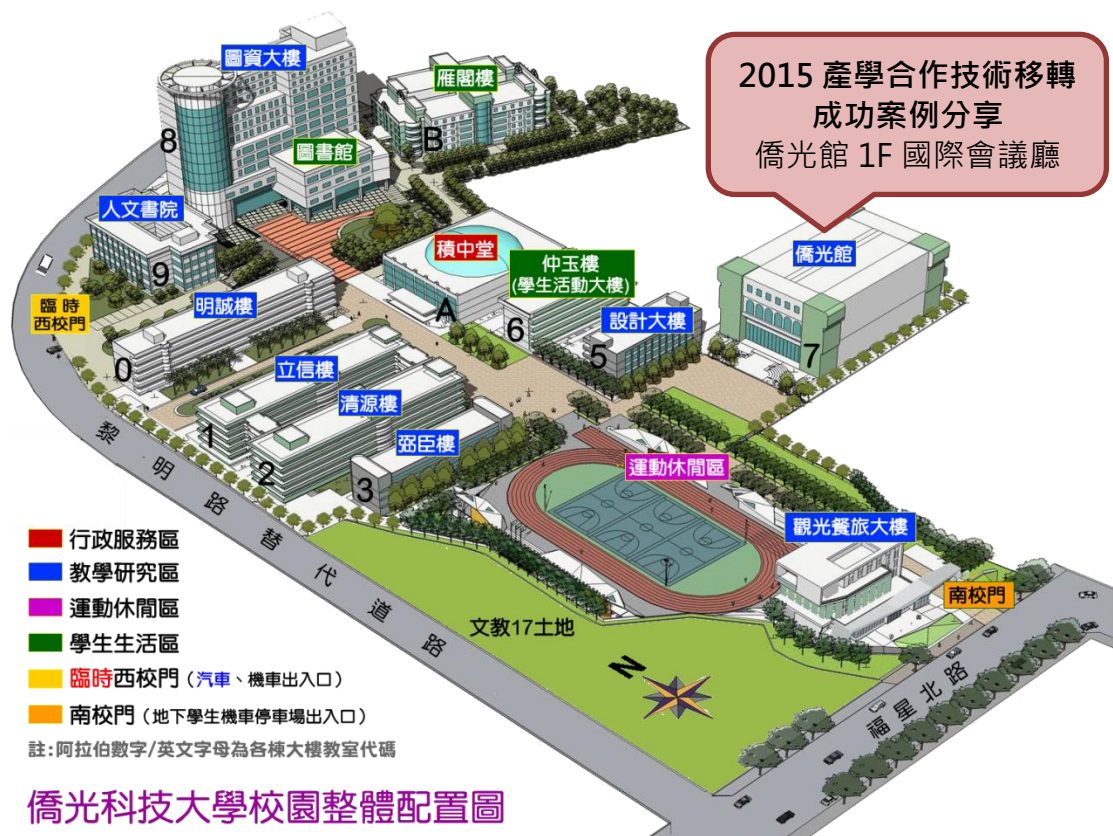 2015 產學合作技術移轉
成功案例分享
僑光館 1F 國際會議廳
圖資大樓
雁閣樓
8
B
圖書館
人文書院
9
積中堂
A
仲玉樓
(學生活動大樓)
6
設計大樓
5
僑光館
7
臨時
西校門
明誠樓
0
立信樓
1
清源樓
2
弼臣樓
3
運動休閒區
觀光餐旅大樓
南校門
黎明路替代道路
文教17土地
N
福星北路
行政服務區
教學研究區
運動休閒區
學生生活區
臨時西校門（汽車、機車出入口）
南校門（地下學生機車停車場出入口）
註:阿拉伯數字/英文字母為各棟大樓教室代碼
僑光科技大學校園整體配置圖